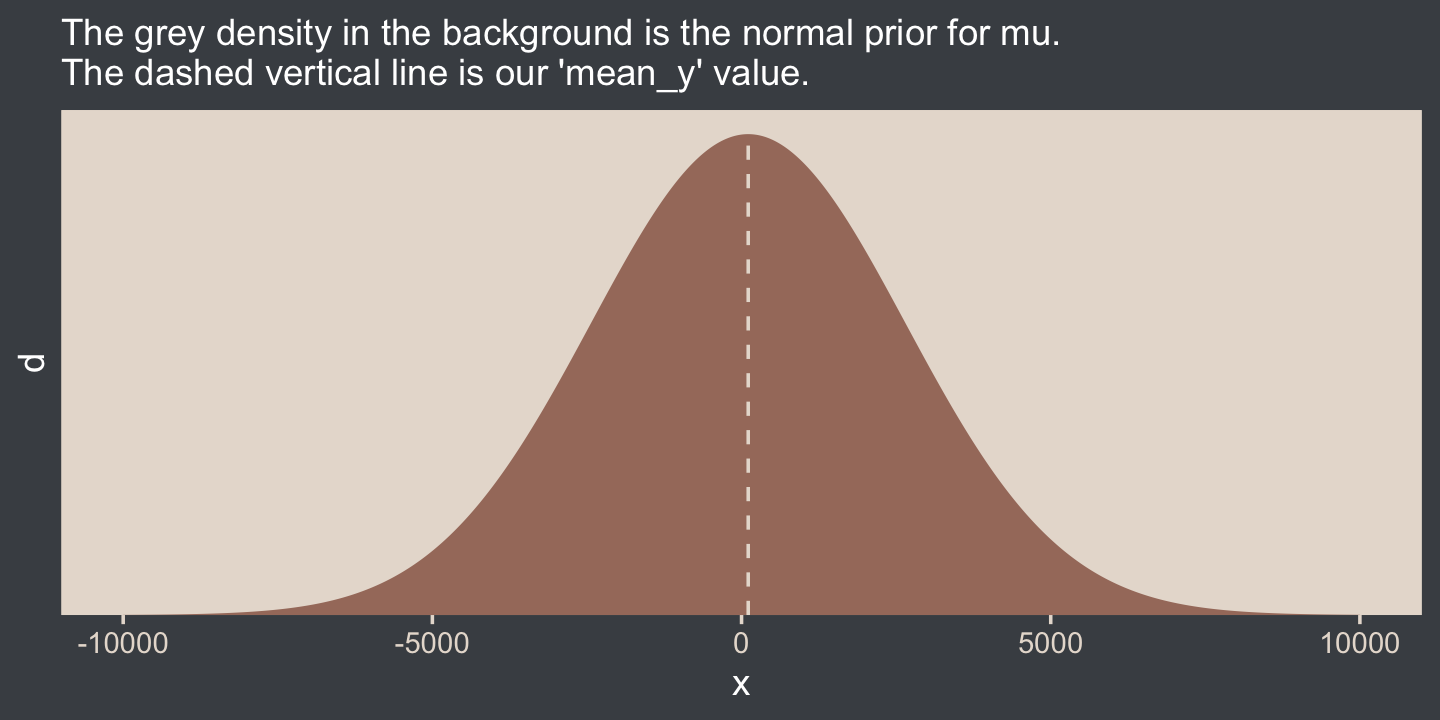 The grey density in the background is the normal prior for mu.
The dashed vertical line is our 'mean_y' value.
d
-10000
-5000
0
5000
10000
x